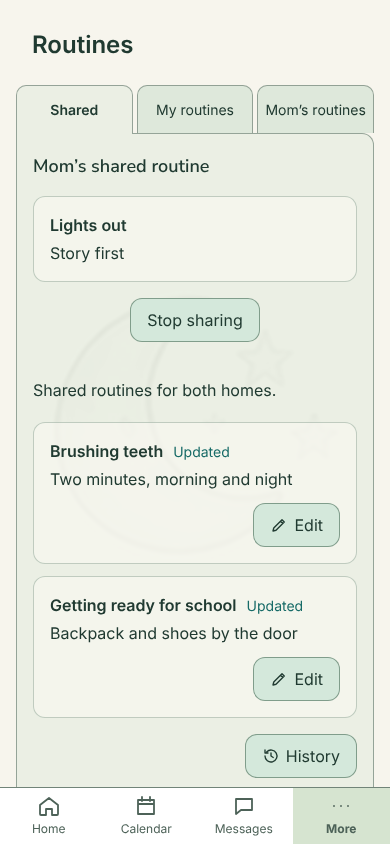 Routines
Shared
My routines
Mom’s routines
Mom’s shared routine
Lights out
Story first
Stop sharing
Shared routines for both homes.
Brushing teeth Updated
Two minutes, morning and night
Edit
Getting ready for school Updated
Backpack and shoes by the door
Edit
History
Home
Calendar
Messages
More